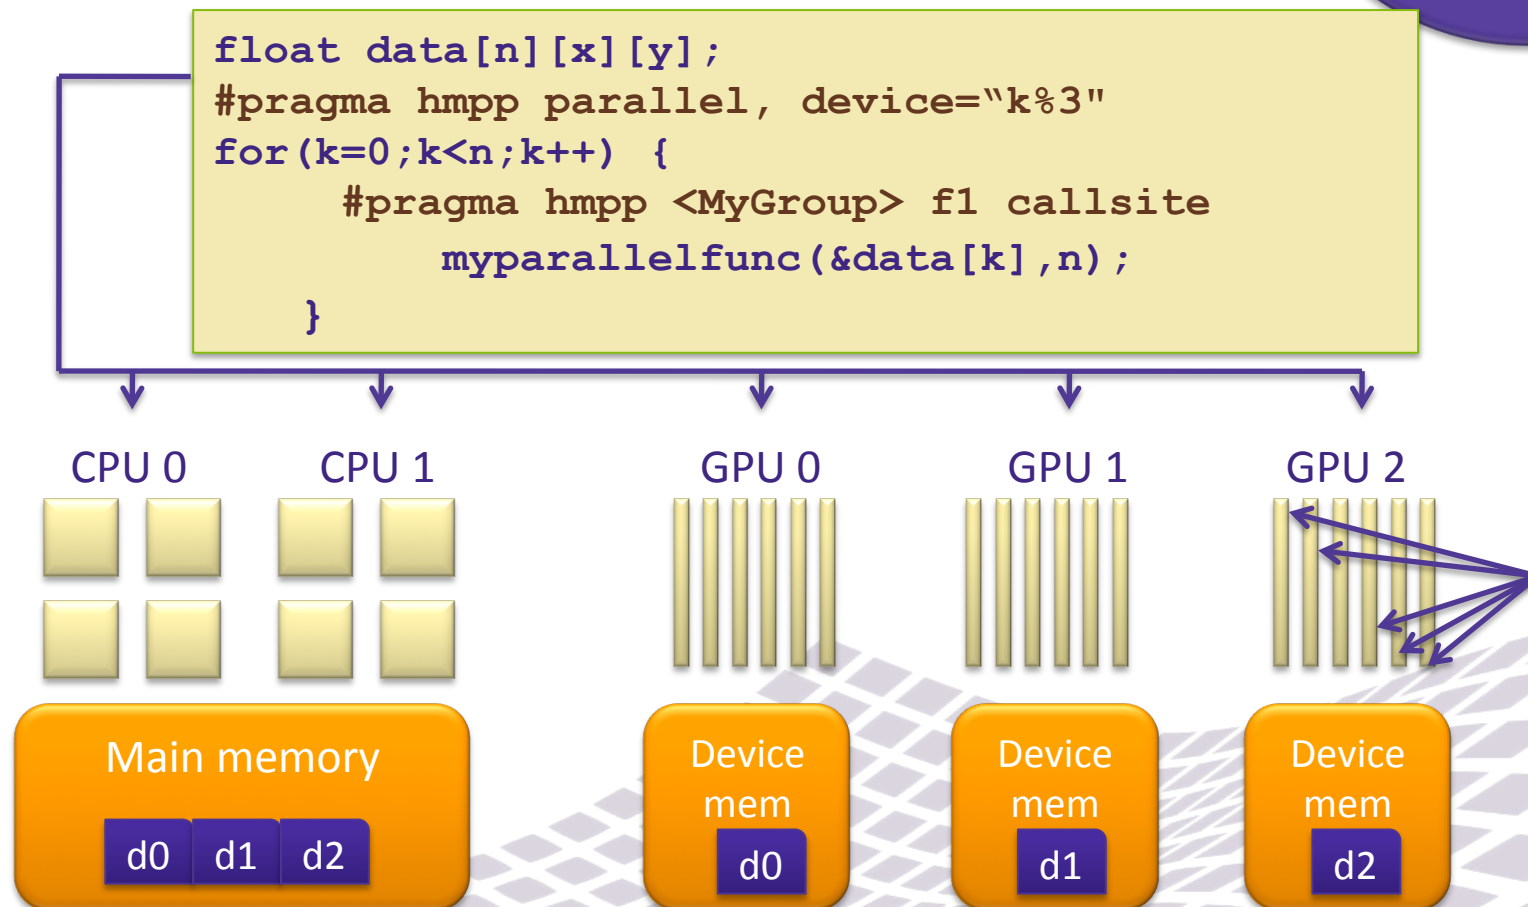 float data[n][x][y];
#pragma hmpp parallel, device=“k%3"
for(k=0;k<n;k++) {
#pragma hmpp <MyGroup> f1 callsite
myparallelfunc(&data[k],n);
}
CPU 0 CPU 1 GPU 0 GPU 1 GPU 2
Main memory
d0 d1 d2
Device
mem
d0
Device
mem
d1
Device
mem
d2